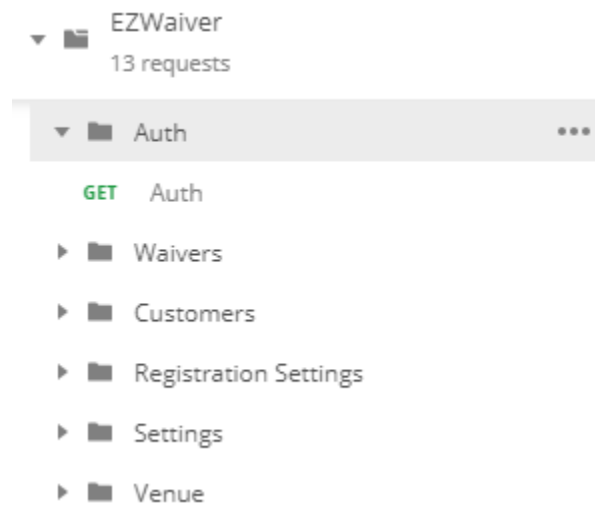 EZWaiver
13 requests
Auth
GET Auth
Waivers
Customers
Registration Settings
Settings
Venue